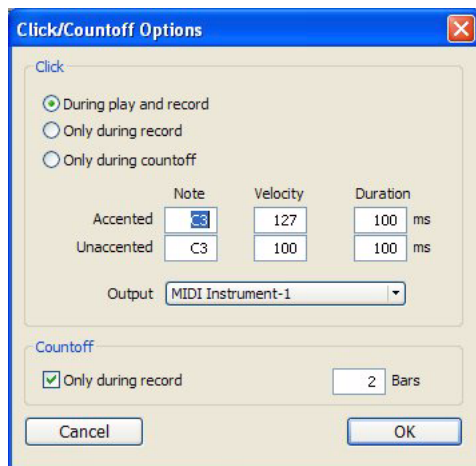 Click/Countoff Options
Click
During play and record
Only during record
Only during countoff
Note Velocity Duration
Accented C3 127 100 ms
Unaccented C3 100 100 ms
Output MIDI Instrument-1
Countoff
Only during record 2 Bars
Cancel OK